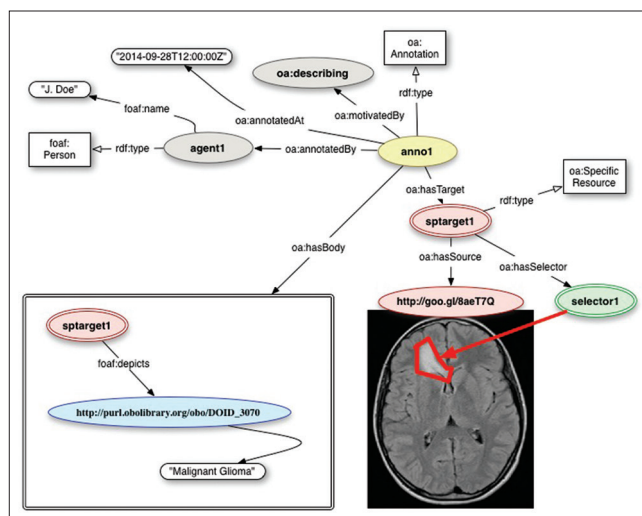 "2014-09-28T12:00:00Z"
oa:
Annotation
oa:describing
"J. Doe"
rdf:type
foaf:name
oa:motivatedBy
oa:annotatedAt
foaf:
Person
rdf:type
agent1
oa:annotatedBy
anno1
oa:Specific
Resource
oa:hasTarget
rdf:type
sptarget1
oa:hasBody
oa:hasSource
oa:hasSelector
http://goo.gl/8aeT7Q
selector1
sptarget1
foaf:depicts
http://purl.obolibrary.org/obo/DOID_3070
"Malignant Glioma"